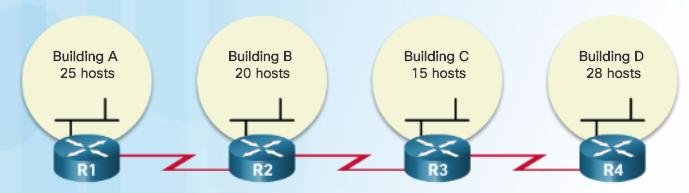 Building A
25 hosts
Building B
20 hosts
Building C
15 hosts
Building D
28 hosts
R1
R2
R3
R4